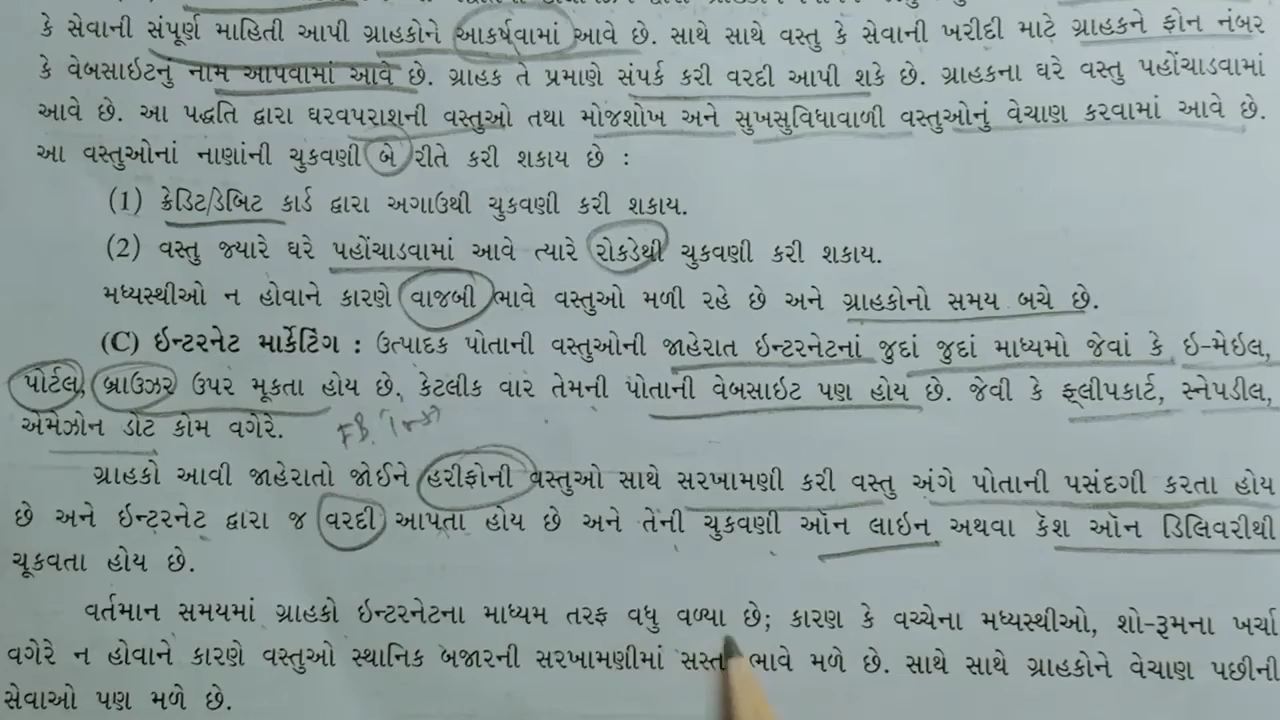 કે સેવાની સંપૂર્ણ માહિતી આપી ગ્રાહકોને આકર્ષવામાં આવે છે. સાથે સાથે વસ્તુ કે સેવાની ખરીદી માટે ગ્રાહકને ફોન નંબર
કે વેબસાઇટનું નામ આપવામાં આવે છે. ગ્રાહક તે પ્રમાણે સંપર્ક કરી વરદી આપી શકે છે. ગ્રાહકના ઘરે વસ્તુ પહોંચાડવામાં
આવે છે. આ પદ્ધતિ દ્વારા ઘરવપરાશની વસ્તુઓ તથા મોજશોખ અને સુખસુવિધાવાળી વસ્તુઓનું વેચાણ કરવામાં આવે છે.
આ વસ્તુઓનાં નાણાંની ચુકવણી બે રીતે કરી શકાય છે :
(1) ક્રેડિટ/ડેબિટ કાર્ડ દ્વારા અગાઉથી ચુકવણી કરી શકાય.
(2) વસ્તુ જ્યારે ઘરે પહોંચાડવામાં આવે ત્યારે રોકડેથી ચુકવણી કરી શકાય.
મધ્યસ્થીઓ ન હોવાને કારણે વાજબી ભાવે વસ્તુઓ મળી રહે છે અને ગ્રાહકોનો સમય બચે છે.
(C) ઇન્ટરનેટ માર્કેટિંગ : ઉત્પાદક પોતાની વસ્તુઓની જાહેરાત ઇન્ટરનેટનાં જુદાં જુદાં માધ્યમો જેવાં કે ઇ-મેઇલ,
પોર્ટલ, બ્રાઉઝર ઉપર મૂકતા હોય છે. કેટલીક વાર તેમની પોતાની વેબસાઇટ પણ હોય છે. જેવી કે ફ્લીપકાર્ટ, સ્નેપડીલ,
એમેઝોન ડોટ કોમ વગેરે. FB.
ગ્રાહકો આવી જાહેરાતો જોઈને હરીફોની વસ્તુઓ સાથે સરખામણી કરી વસ્તુ અંગે પોતાની પસંદગી કરતા હોય
છે અને ઇન્ટરનેટ દ્વારા જ વરદી આપતા હોય છે અને તેની ચુકવણી ઑન લાઇન અથવા કૅશ ઑન ડિલિવરીથી
ચૂકવતા હોય છે.
વર્તમાન સમયમાં ગ્રાહકો ઇન્ટરનેટના માધ્યમ તરફ વધુ વળ્યા છે; કારણ કે વચ્ચેના મધ્યસ્થીઓ, શો-રૂમના ખર્ચા
વગેરે ન હોવાને કારણે વસ્તુઓ સ્થાનિક બજારની સરખામણીમાં સસ્તા ભાવે મળે છે. સાથે સાથે ગ્રાહકોને વેચાણ પછીની
સેવાઓ પણ મળે છે.